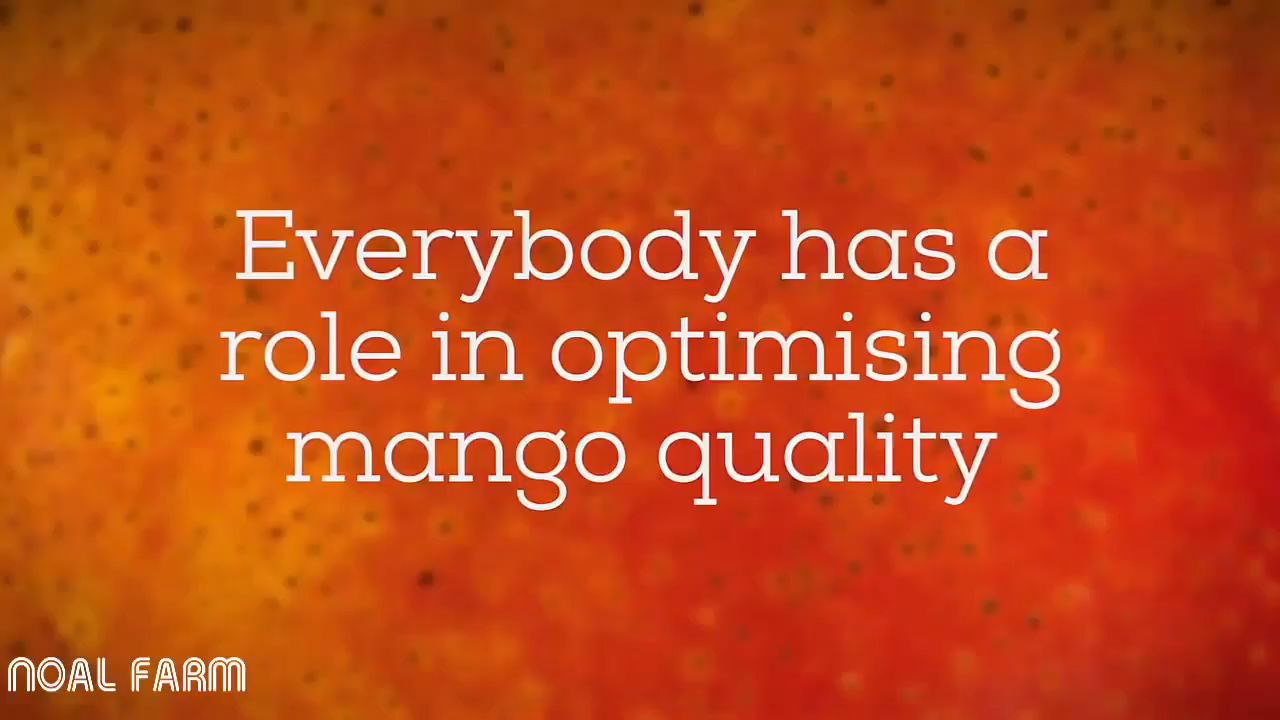 Everybody has a
role in optimising
mango quality
NOAL FARM